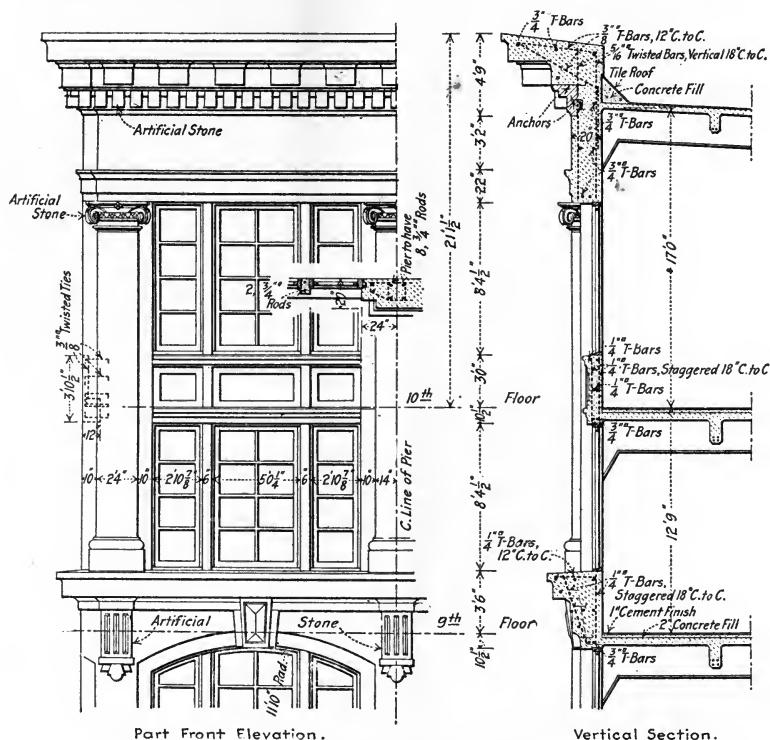 3/4" T-Bars
3/8"ø T-Bars, 12"C. to C.
5/16"ø Twisted Bars, Vertical 18"C. to C.
Tile Roof
Concrete Fill
Anchors
20"
3/4"ø T-Bars
3/4"ø T-Bars
Artificial Stone
Artificial
Stone
4'9"
3'2"
22"
21'1 1/2"
8'4 1/2"
17'0"
Pier to have
8, 3/4"ø Rods
2, 3/4"ø
Rods
20"
24"
3/8"ø Twisted Ties
3'10 1/2"
12"
1/4"ø T-Bars
1/4"ø T-Bars, Staggered 18"C. to C.
1/4"ø T-Bars
30"
10th
Floor
10 1/2"
3/4"ø T-Bars
10"
2'4"
10"
2'10 7/8"
6"
5'0 1/4"
6"
2'10 7/8"
10"
14"
C. Line of Pier
8'4 1/2"
12'9"
1/4"ø T-Bars,
12"C. to C.
1/4"ø T-Bars,
Staggered 18"C. to C.
1" Cement Finish
2" Concrete Fill
3'6"
9th
Floor
Artificial
Stone
10 1/2"
3/4"ø T-Bars
11'10" Rad.
Part Front Elevation.
Vertical Section.